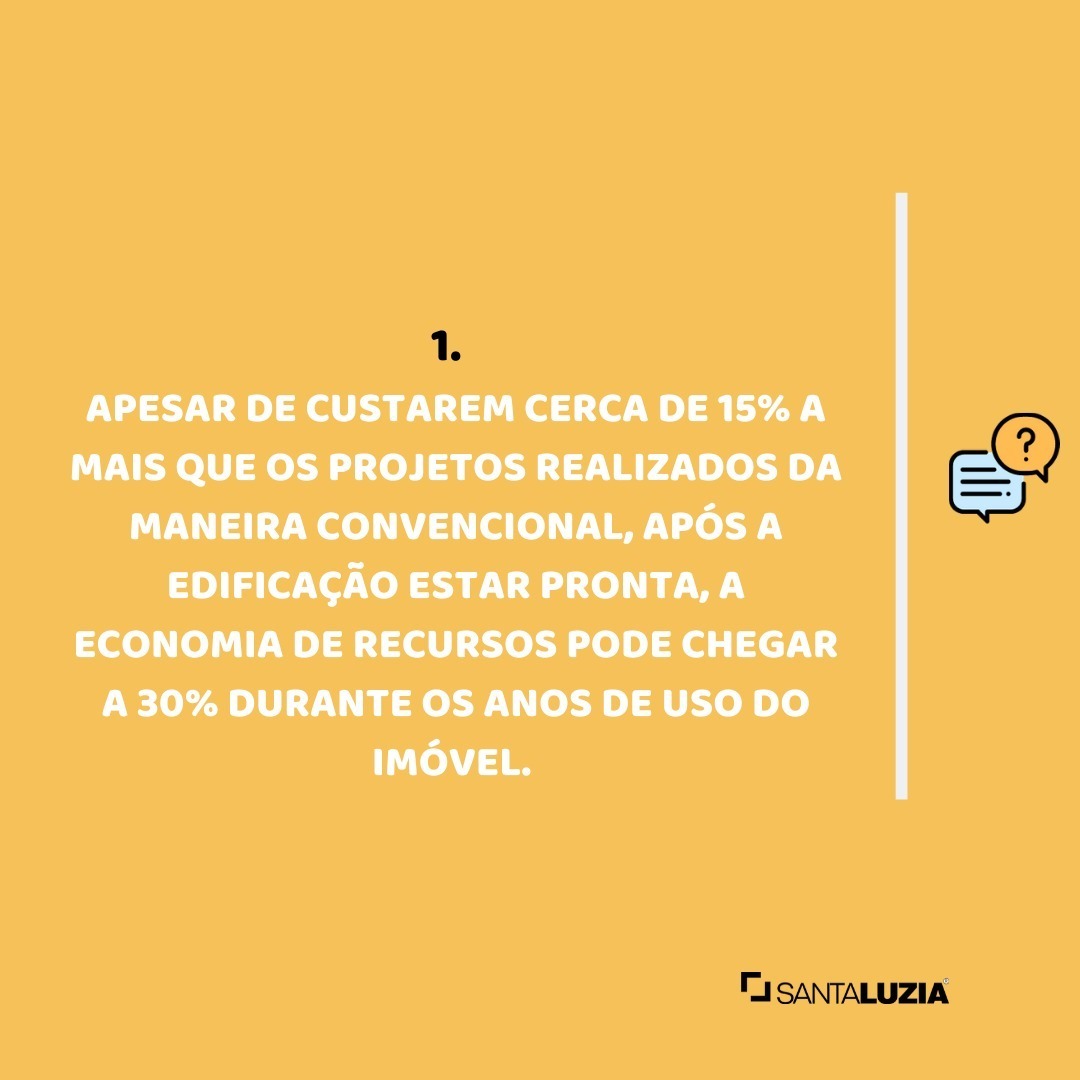 1.
APESAR DE CUSTAREM CERCA DE 15% A
MAIS QUE OS PROJETOS REALIZADOS DA
MANEIRA CONVENCIONAL, APÓS A
EDIFICAÇÃO ESTAR PRONTA, A
ECONOMIA DE RECURSOS PODE CHEGAR
A 30% DURANTE OS ANOS DE USO DO
IMÓVEL.
?
SANTALUZIA